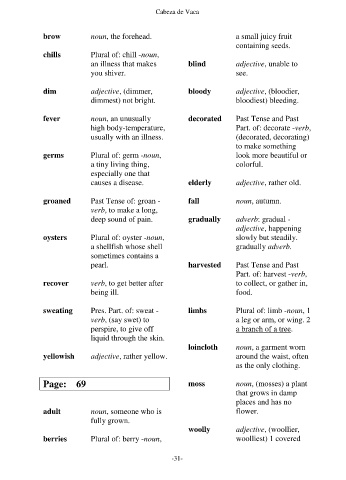 Cabeza de Vaca
brow noun, the forehead.
chills Plural of: chill -noun,
an illness that makes
you shiver.
dim adjective, (dimmer,
dimmest) not bright.
fever noun, an unusually
high body-temperature,
usually with an illness.
germs Plural of: germ -noun,
a tiny living thing,
especially one that
causes a disease.
groaned Past Tense of: groan -
verb, to make a long,
deep sound of pain.
oysters Plural of: oyster -noun,
a shellfish whose shell
sometimes contains a
pearl.
recover verb, to get better after
being ill.
sweating Pres. Part. of: sweat -
verb, (say swet) to
perspire, to give off
liquid through the skin.
yellowish adjective, rather yellow.
Page: 69
adult noun, someone who is
fully grown.
berries Plural of: berry -noun,
a small juicy fruit
containing seeds.
blind adjective, unable to
see.
bloody adjective, (bloodier,
bloodiest) bleeding.
decorated Past Tense and Past
Part. of: decorate -verb,
(decorated, decorating)
to make something
look more beautiful or
colorful.
elderly adjective, rather old.
fall noun, autumn.
gradually adverb: gradual -
adjective, happening
slowly but steadily.
gradually adverb.
harvested Past Tense and Past
Part. of: harvest -verb,
to collect, or gather in,
food.
limbs Plural of: limb -noun, 1
a leg or arm, or wing. 2
a branch of a tree.
loincloth noun, a garment worn
around the waist, often
as the only clothing.
moss noun, (mosses) a plant
that grows in damp
places and has no
flower.
woolly adjective, (woollier,
woolliest) 1 covered
-31-